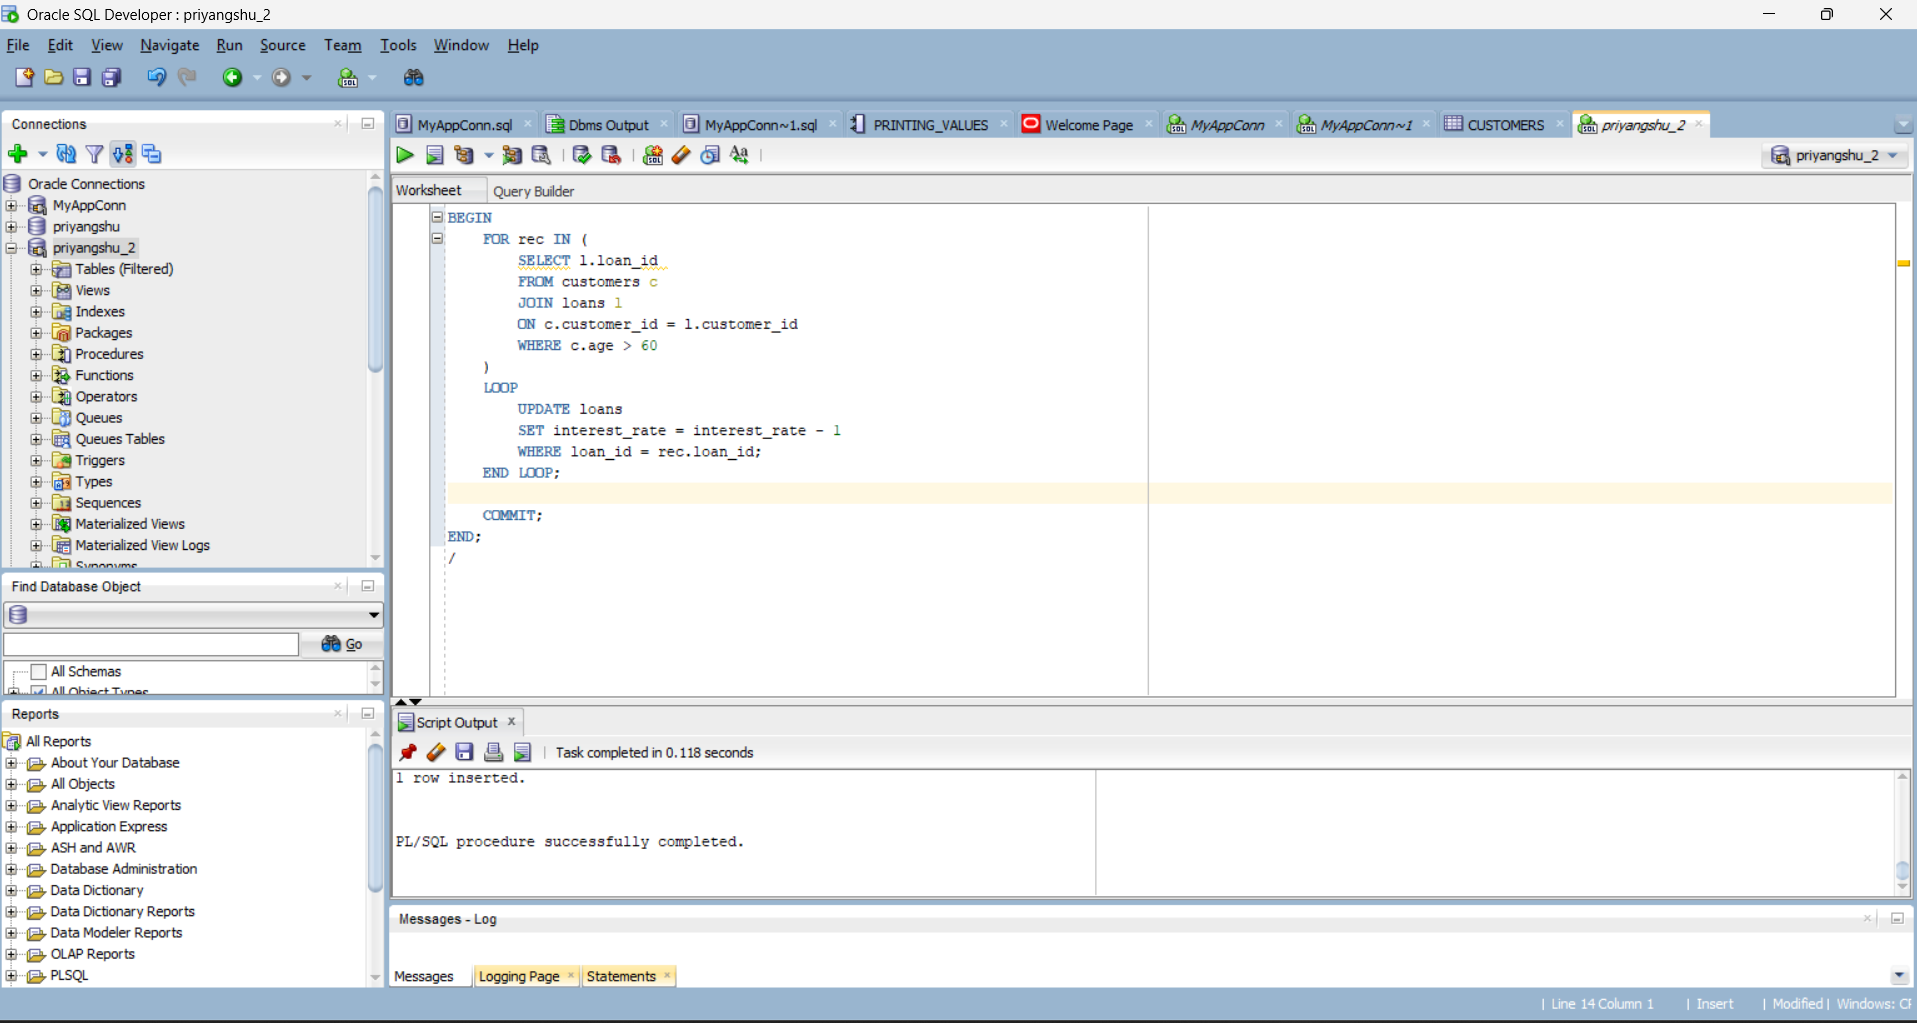 Oracle SQL Developer : priyangshu_2
File Edit View Navigate Run Source Team Tools Window Help
Connections
Oracle Connections
MyAppConn
priyangshu
priyangshu_2
Tables (Filtered)
Views
Indexes
Packages
Procedures
Functions
Operators
Queues
Queues Tables
Triggers
Types
Sequences
Materialized Views
Materialized View Logs
Synonyms
Find Database Object
Go
All Schemas
All Object Types
Reports
All Reports
About Your Database
All Objects
Analytic View Reports
Application Express
ASH and AWR
Database Administration
Data Dictionary
Data Dictionary Reports
Data Modeler Reports
OLAP Reports
PLSQL
MyAppConn.sql Dbms Output MyAppConn~1.sql PRINTING_VALUES Welcome Page MyAppConn MyAppConn~1 CUSTOMERS priyangshu_2
priyangshu_2
Worksheet Query Builder
BEGIN
FOR rec IN (
SELECT l.loan_id
FROM customers c
JOIN loans l
ON c.customer_id = l.customer_id
WHERE c.age > 60
)
LOOP
UPDATE loans
SET interest_rate = interest_rate - 1
WHERE loan_id = rec.loan_id;
END LOOP;
COMMIT;
END;
/
Script Output
Task completed in 0.118 seconds
1 row inserted.
PL/SQL procedure successfully completed.
Messages - Log
Messages Logging Page Statements
Line 14 Column 1 | Insert | Modified | Windows: